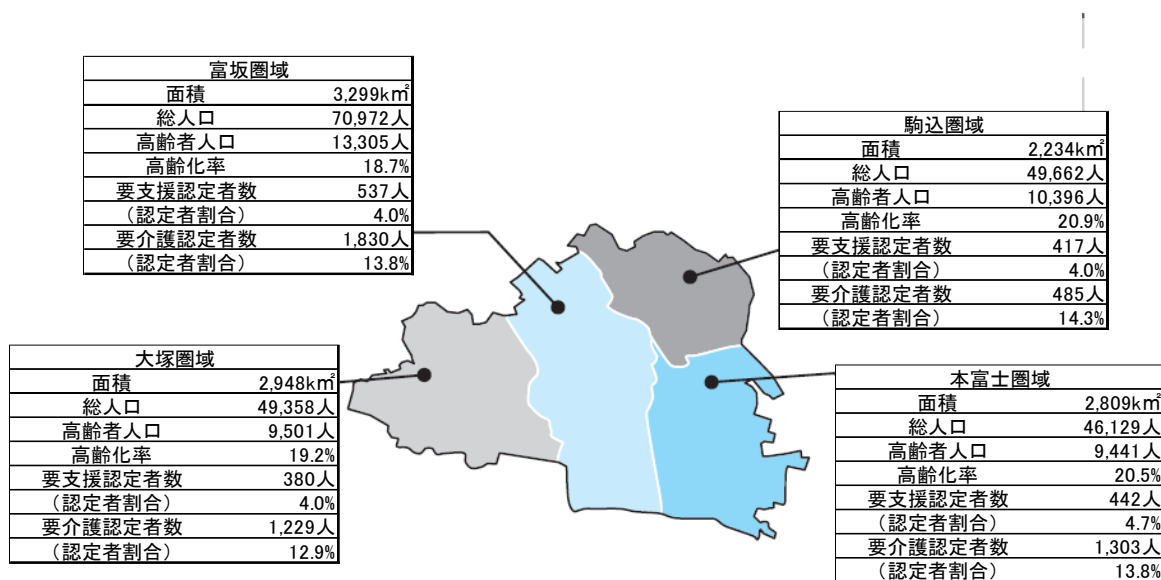 富坂圏域
面積 3,299k㎡
総人口 70,972人
高齢者人口 13,305人
高齢化率 18.7%
要支援認定者数 537人
（認定者割合） 4.0%
要介護認定者数 1,830人
（認定者割合） 13.8%
駒込圏域
面積 2,234k㎡
総人口 49,662人
高齢者人口 10,396人
高齢化率 20.9%
要支援認定者数 417人
（認定者割合） 4.0%
要介護認定者数 485人
（認定者割合） 14.3%
大塚圏域
面積 2,948k㎡
総人口 49,358人
高齢者人口 9,501人
高齢化率 19.2%
要支援認定者数 380人
（認定者割合） 4.0%
要介護認定者数 1,229人
（認定者割合） 12.9%
本富士圏域
面積 2,809k㎡
総人口 46,129人
高齢者人口 9,441人
高齢化率 20.5%
要支援認定者数 442人
（認定者割合） 4.7%
要介護認定者数 1,303人
（認定者割合） 13.8%